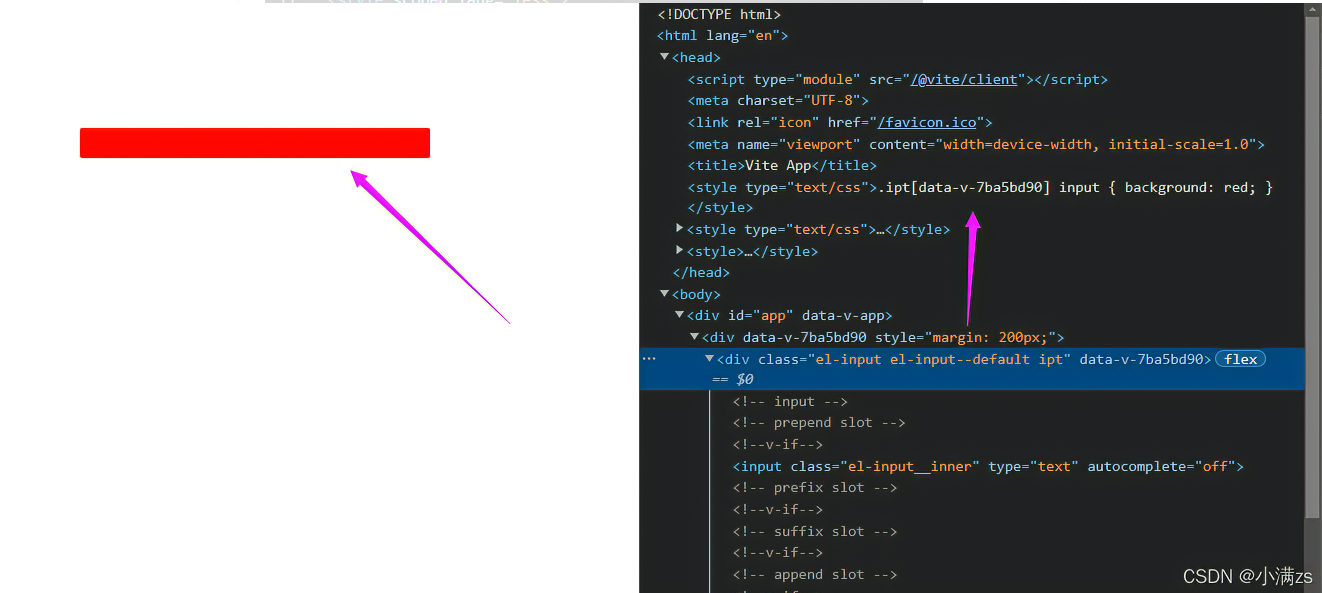 <!DOCTYPE html>
<html lang="en">
▼<head>
<script type="module" src="/@vite/client"></script>
<meta charset="UTF-8">
<link rel="icon" href="/favicon.ico">
<meta name="viewport" content="width=device-width, initial-scale=1.0">
<title>Vite App</title>
<style type="text/css">.ipt[data-v-7ba5bd90] input { background: red; }
</style>
▶<style type="text/css">…</style>
▶<style>…</style>
</head>
▼<body>
▼<div id="app" data-v-app>
▼<div data-v-7ba5bd90 style="margin: 200px;">
… ▼<div class="el-input el-input--default ipt" data-v-7ba5bd90> flex
== $0
<!-- input -->
<!-- prepend slot -->
<!--v-if-->
<input class="el-input__inner" type="text" autocomplete="off">
<!-- prefix slot -->
<!--v-if-->
<!-- suffix slot -->
<!--v-if-->
<!-- append slot -->
CSDN @小满zs